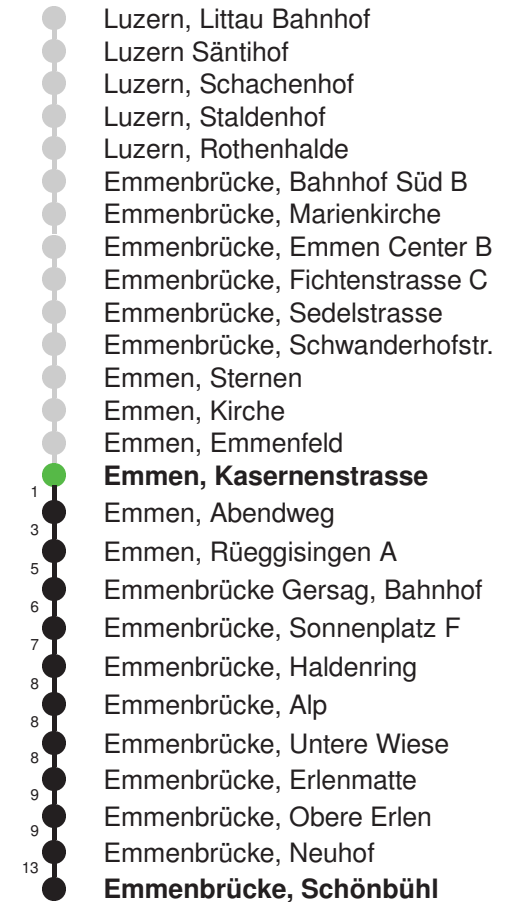 Luzern, Littau Bahnhof
Luzern Säntihof
Luzern, Schachenhof
Luzern, Staldenhof
Luzern, Rothenhalde
Emmenbrücke, Bahnhof Süd B
Emmenbrücke, Marienkirche
Emmenbrücke, Emmen Center B
Emmenbrücke, Fichtenstrasse C
Emmenbrücke, Sedelstrasse
Emmenbrücke, Schwanderhofstr.
Emmen, Sternen
Emmen, Kirche
Emmen, Emmenfeld
Emmen, Kasernenstrasse
1
Emmen, Abendweg
3
Emmen, Rüeggisingen A
5
Emmenbrücke Gersag, Bahnhof
6
Emmenbrücke, Sonnenplatz F
7
Emmenbrücke, Haldenring
8
Emmenbrücke, Alp
8
Emmenbrücke, Untere Wiese
8
Emmenbrücke, Erlenmatte
9
Emmenbrücke, Obere Erlen
9
Emmenbrücke, Neuhof
13
Emmenbrücke, Schönbühl